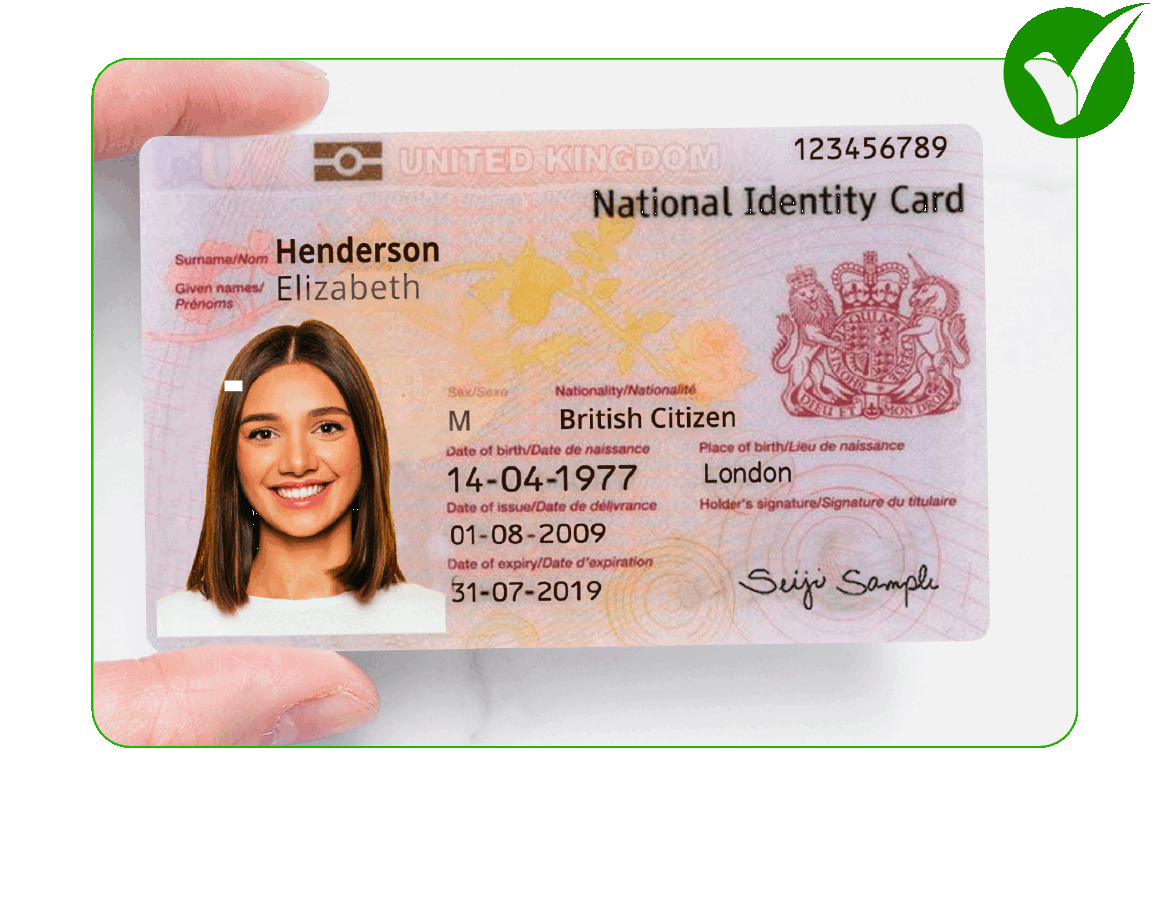 UK UNITED KINGDOM 123456789
National Identity Card
Surname/Nom Henderson
Given names/ Elizabeth
Prénoms
Sex/Sexe Nationality/Nationalité
M British Citizen
Date of birth/Date de naissance Place of birth/Lieu de naissance
14-04-1977 London
Date of issue/Date de délivrance Holder's signature/Signature du titulaire
01-08-2009
Date of expiry/Date d'expiration
31-07-2019 Seiji Sample
DIEU ET MON DROIT